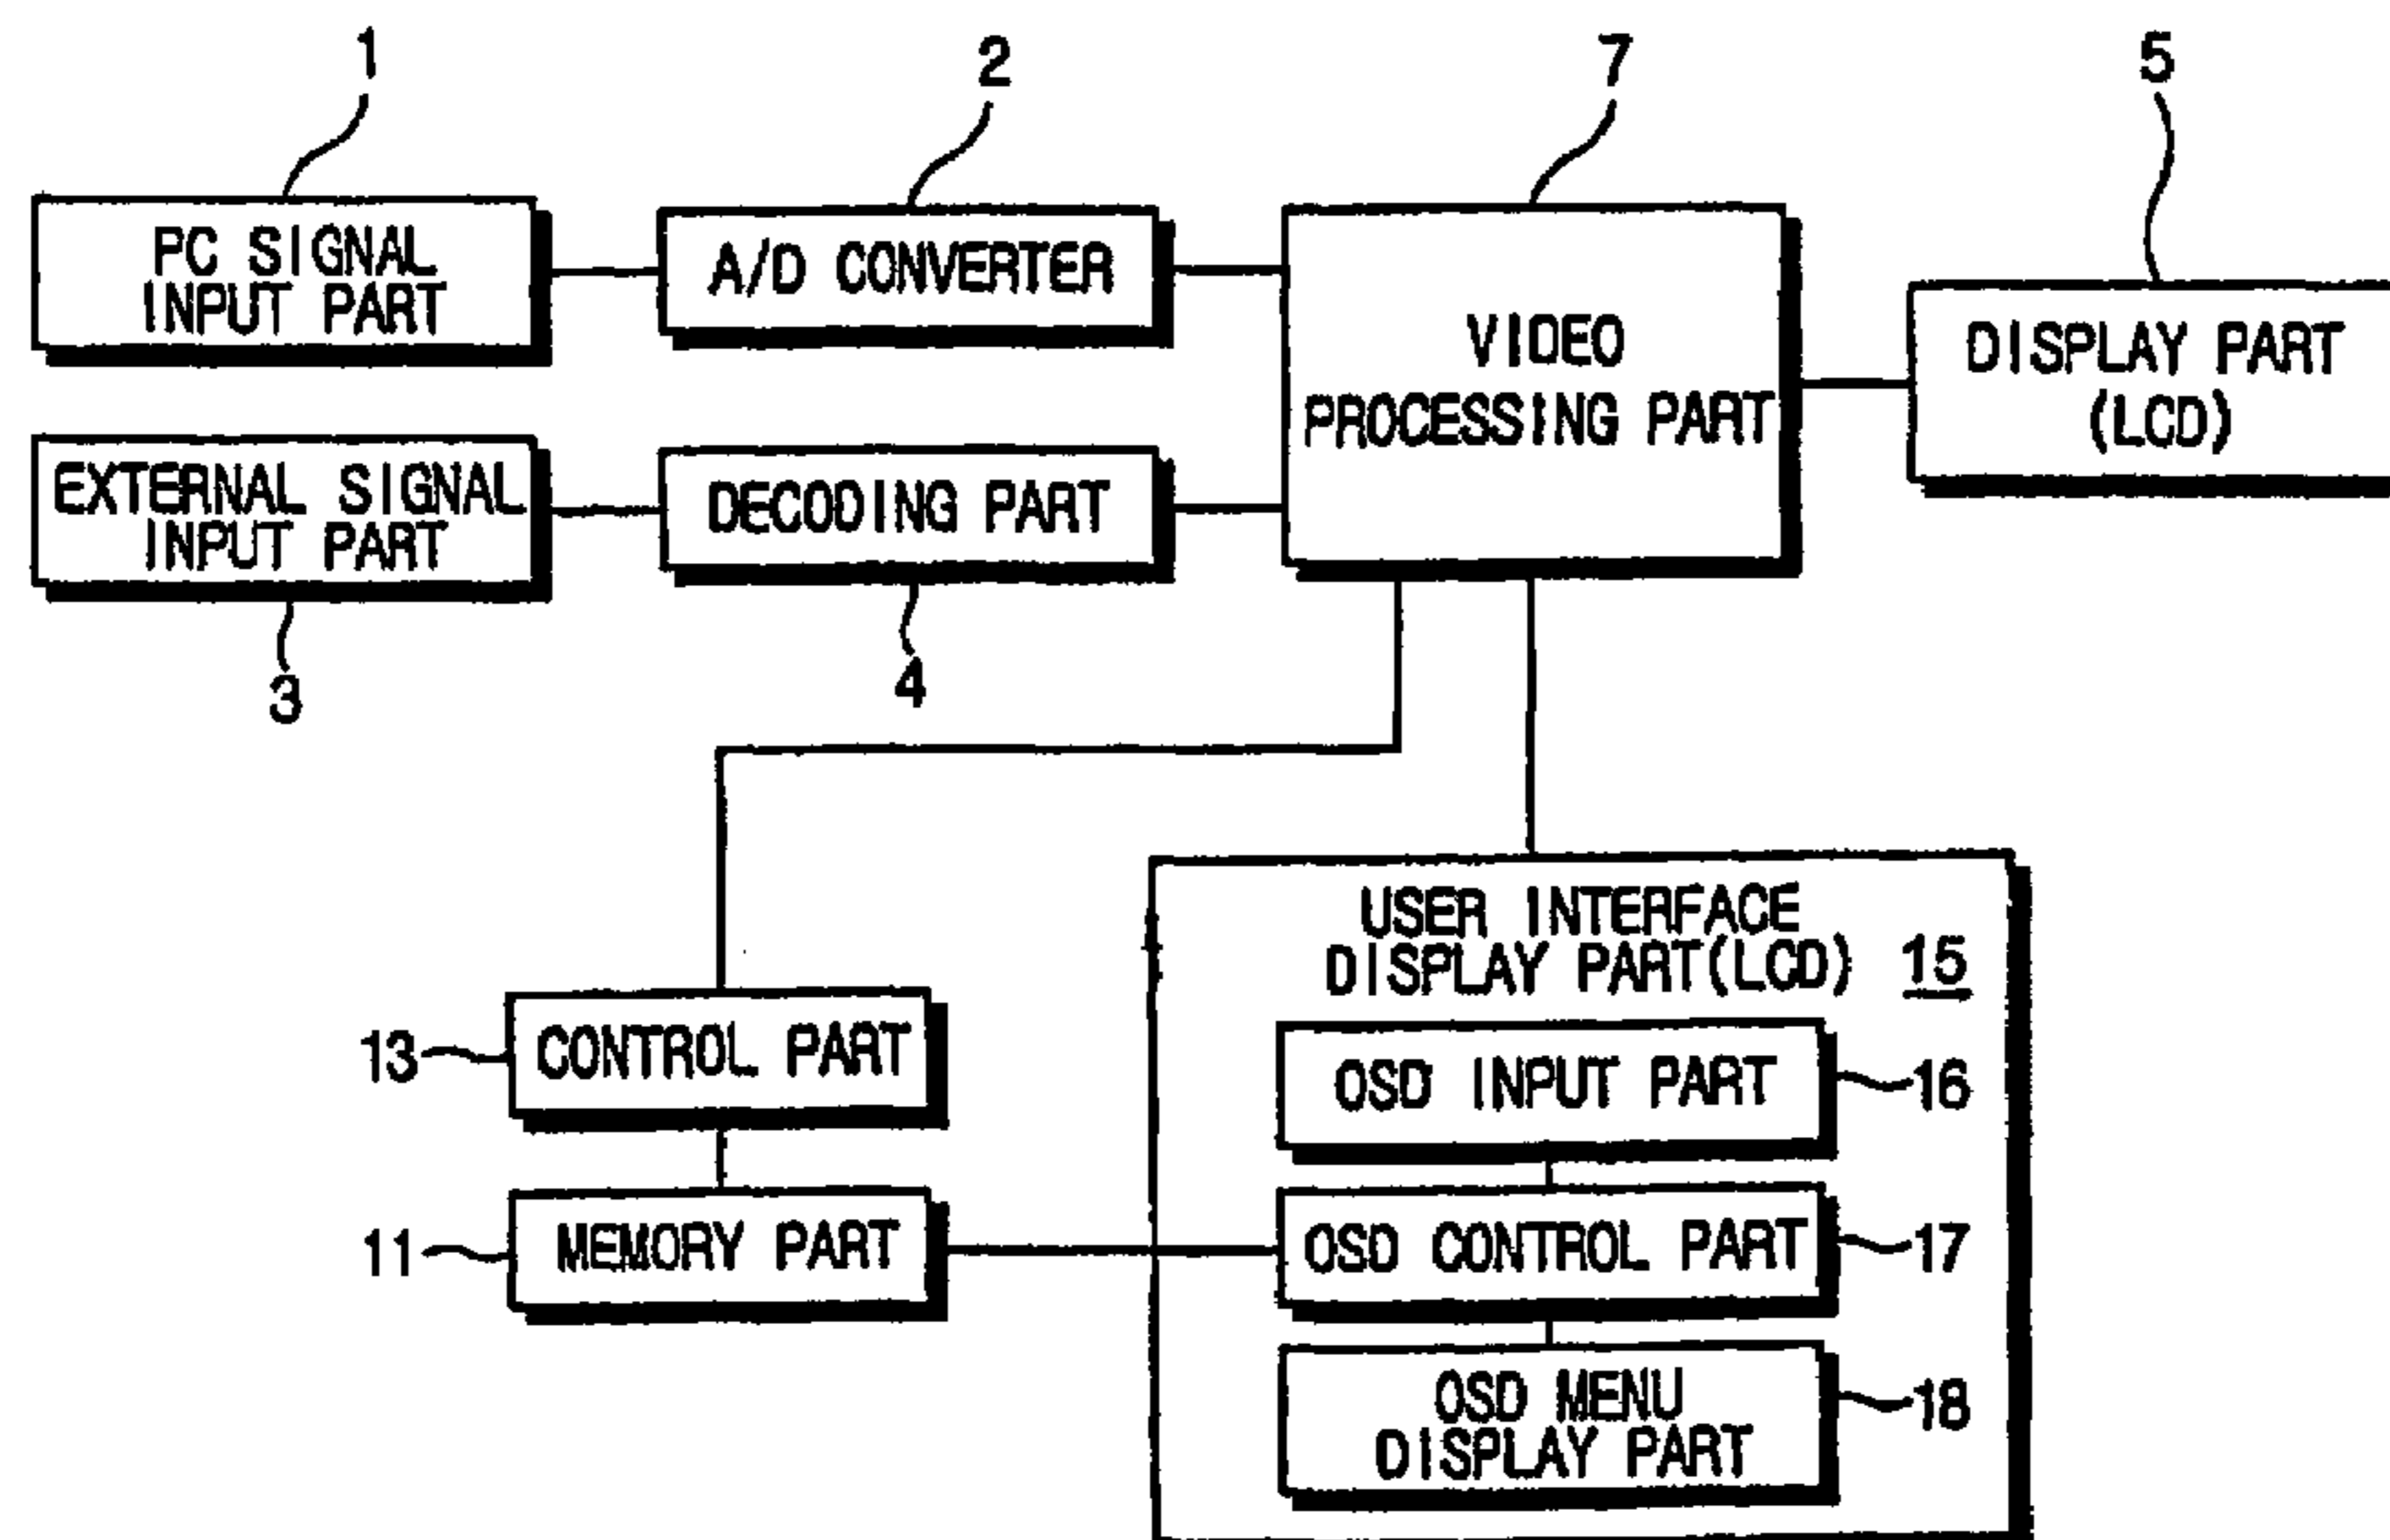 1
2
7
5
PC SIGNAL
INPUT PART
A/D CONVERTER
VIDEO
PROCESSING PART
DISPLAY PART
(LCD)
EXTERNAL SIGNAL
INPUT PART
DECODING PART
3
4
USER INTERFACE
DISPLAY PART(LCD) 15
13
CONTROL PART
OSD INPUT PART
16
11
MEMORY PART
OSD CONTROL PART
17
OSD MENU
DISPLAY PART
18